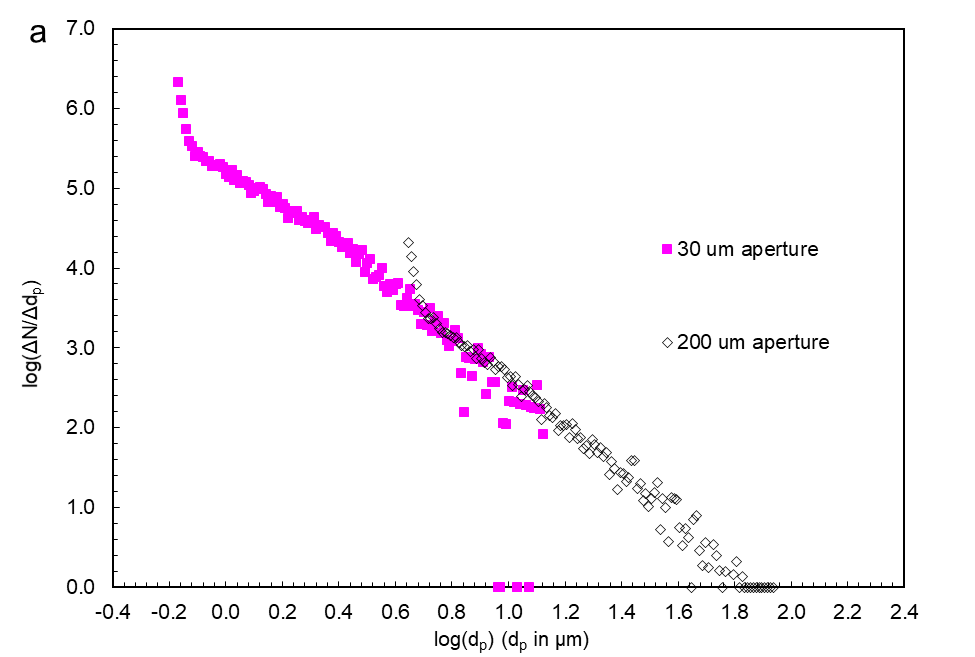 a
7.0
6.0
5.0
4.0
3.0
2.0
1.0
0.0
log(ΔN/Δdp)
30 um aperture
200 um aperture
-0.4 -0.2 0.0 0.2 0.4 0.6 0.8 1.0 1.2 1.4 1.6 1.8 2.0 2.2 2.4
log(dp) (dp in µm)